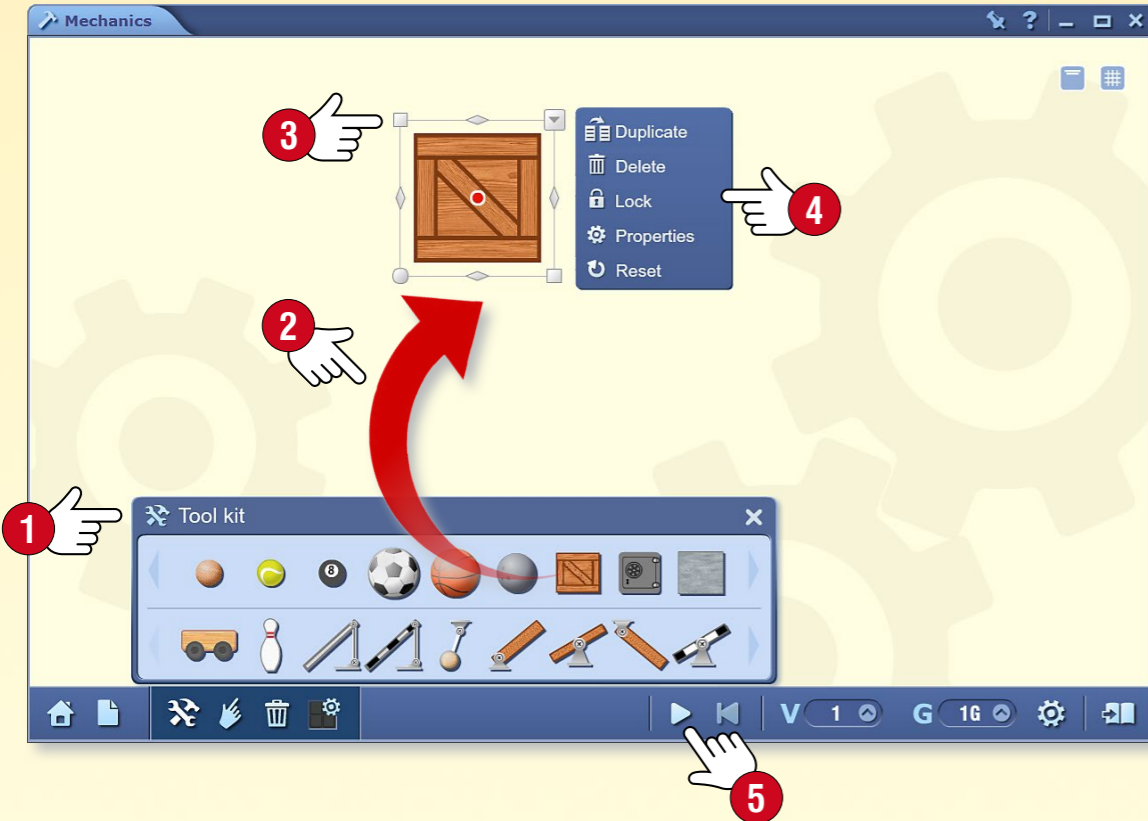 Mechanics
?
3
Duplicate
Delete
Lock
Properties
Reset
4
2
1
Tool kit
8
V 1
G 1G
5